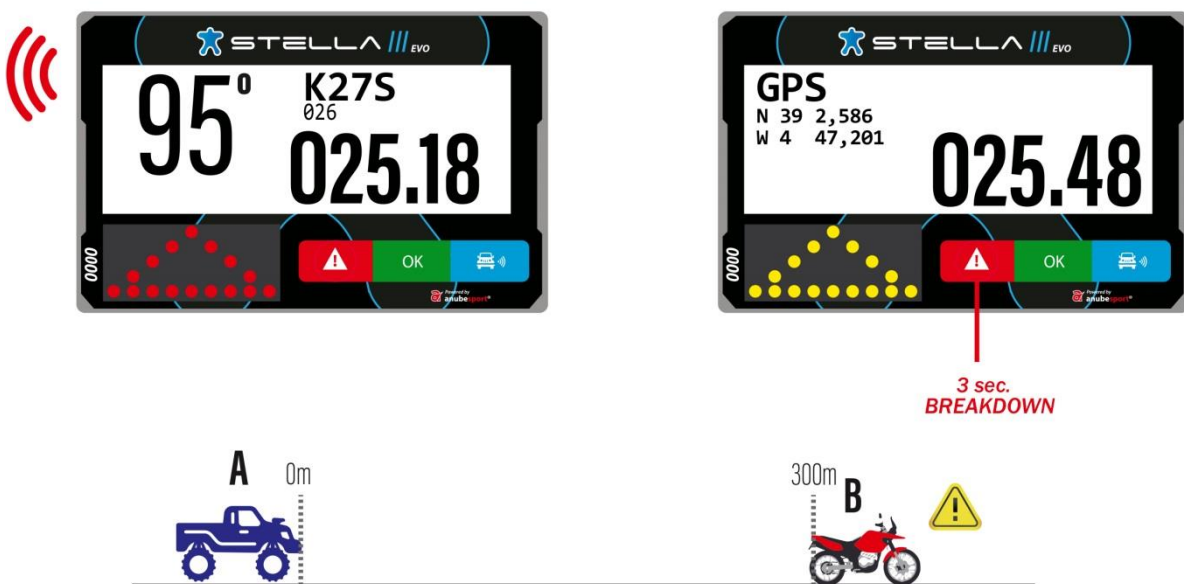 STELLA III EVO
95°
K27S
026
025.18
0000
OK
Powered by
anubesport®
STELLA III EVO
GPS
N 39 2,586
W 4 47,201
025.48
0000
OK
Powered by
anubesport®
3 sec.
BREAKDOWN
A 0m
300m
B